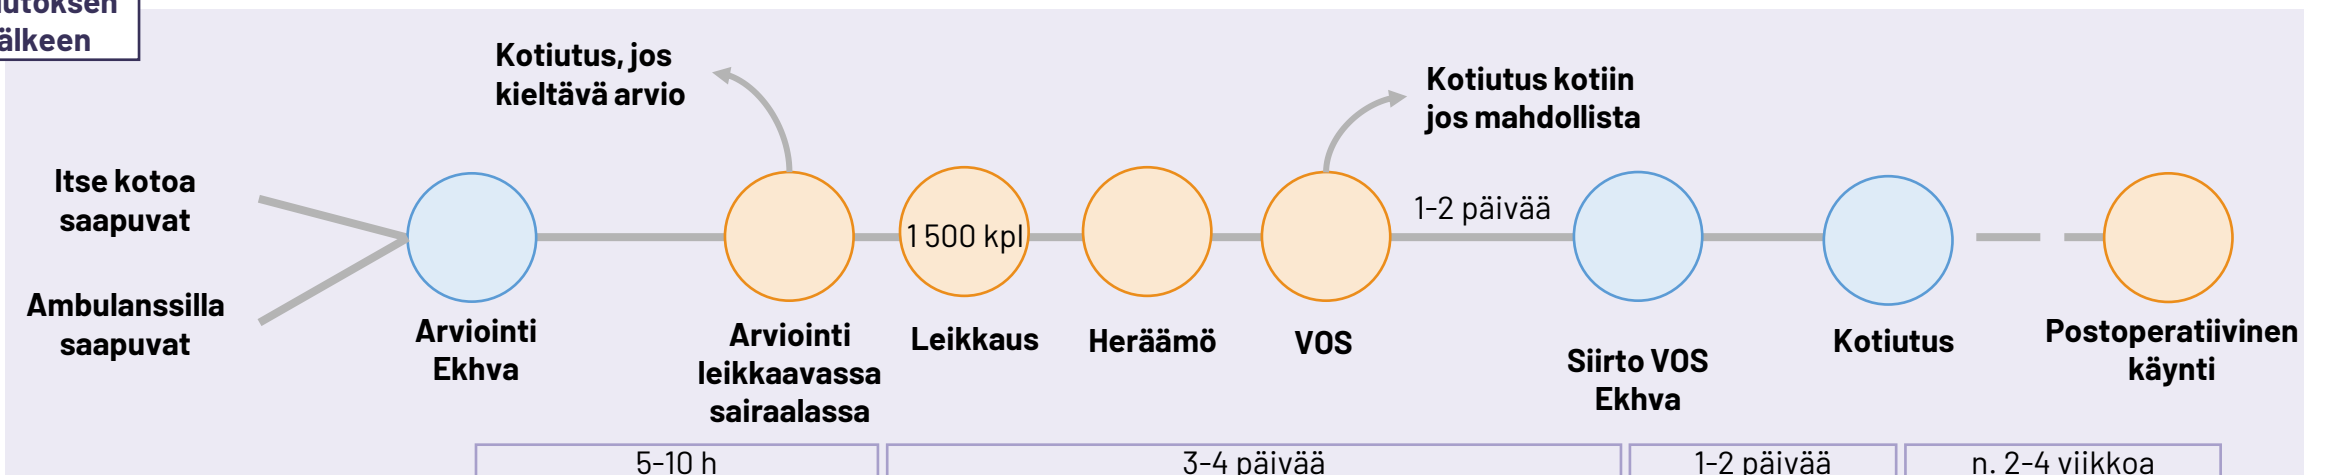 älkeen
Kotiutus, jos
kieltävä arvio
Kotiutus kotiin
jos mahdollista
Itse kotoa
saapuvat
Ambulanssilla
saapuvat
1 500 kpl
1-2 päivää
Arviointi
Ekhva
Arviointi
leikkaavassa
sairaalassa
Leikkaus
Heräämö
VOS
Siirto VOS
Ekhva
Kotiutus
Postoperatiivinen
käynti
5-10 h
3-4 päivää
1-2 päivää
n. 2-4 viikkoa